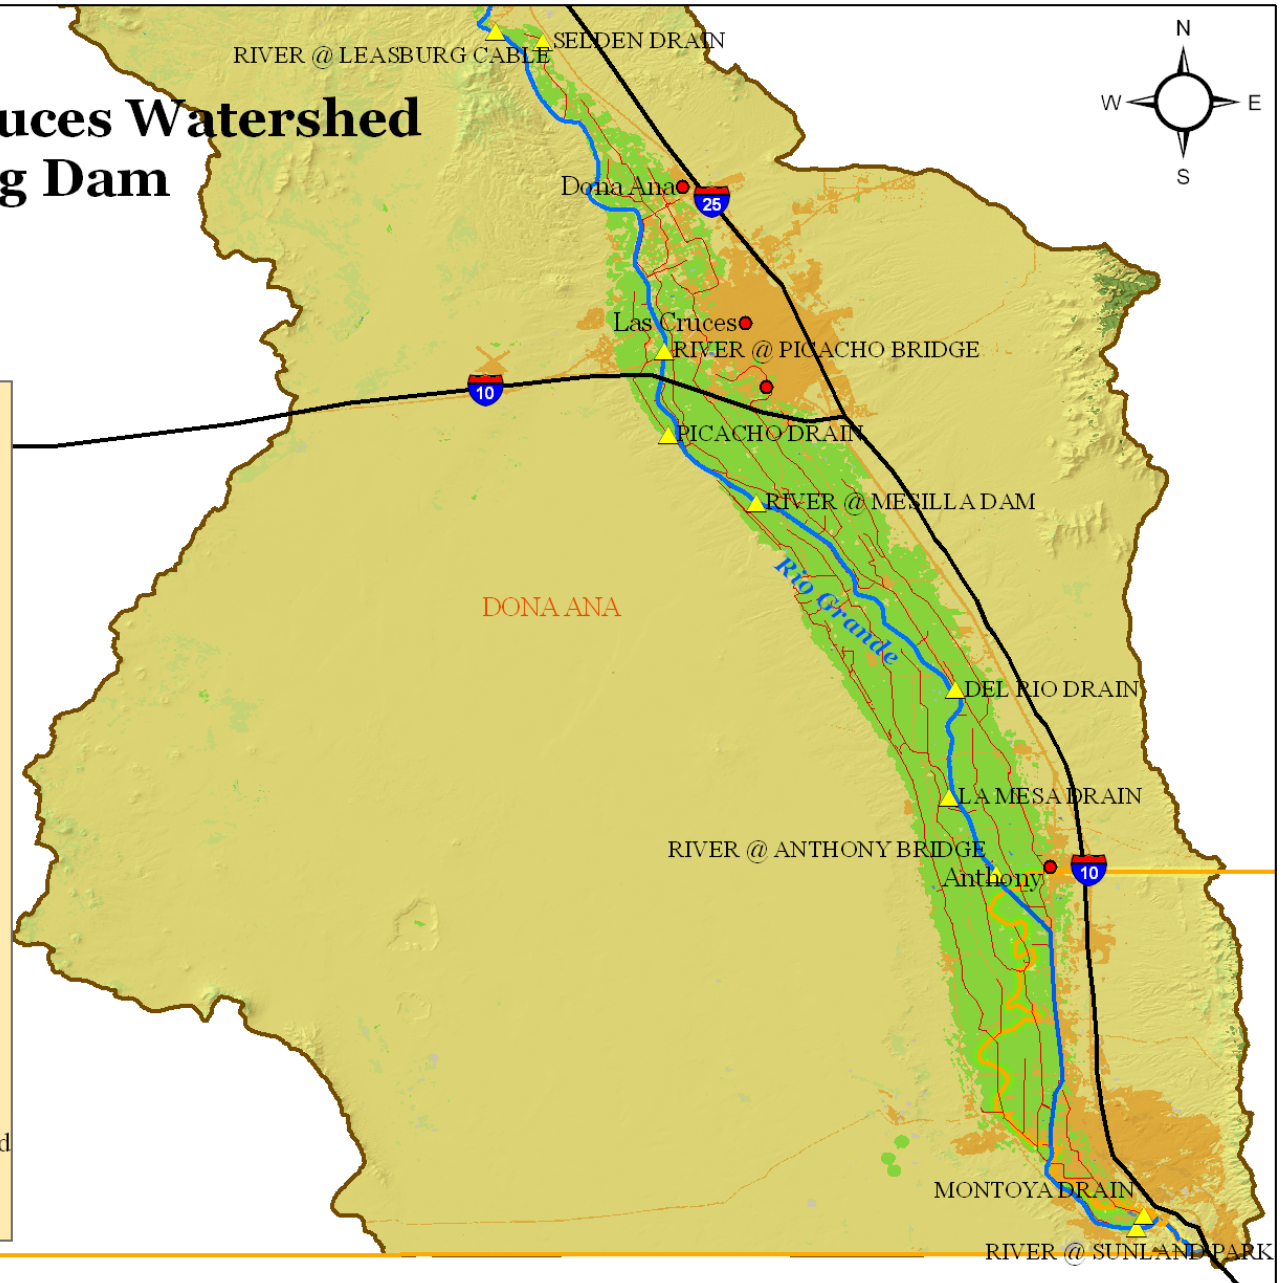 N
W E
S
RIVER @ LEASBURG CABLE
SELDEN DRAIN
uces Watershed
g Dam
Dona Ana
25
Las Cruces
RIVER @ PICACHO BRIDGE
10
PICACHO DRAIN
RIVER @ MESILLA DAM
Rio Grande
DONA ANA
DEL RIO DRAIN
LA MESA DRAIN
RIVER @ ANTHONY BRIDGE
Anthony
10
d
MONTOYA DRAIN
RIVER @ SUNLAND PARK